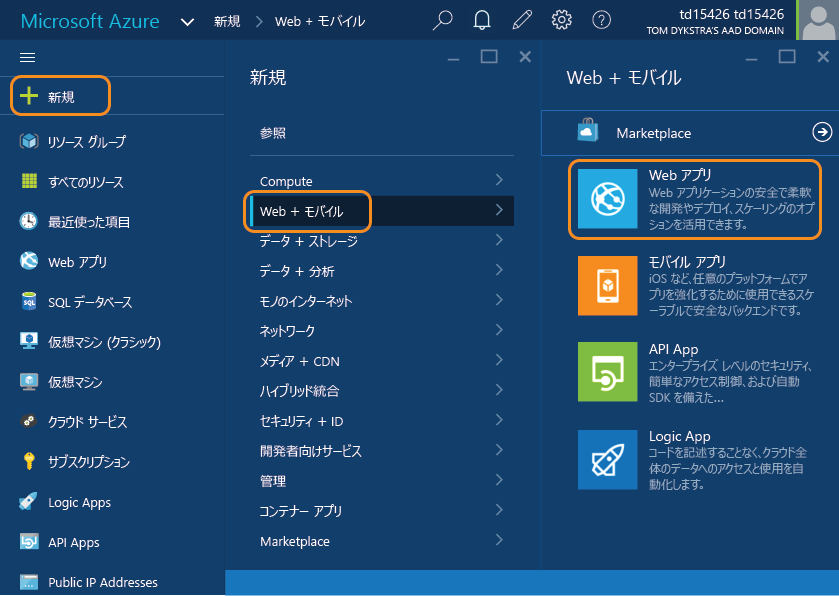 Microsoft Azure
新規
Web + モバイル
td15426 td15426
TOM DYKSTRA'S AAD DOMAIN
新規
リソース グループ
すべてのリソース
最近使った項目
Web アプリ
SQL データベース
仮想マシン (クラシック)
仮想マシン
クラウド サービス
サブスクリプション
Logic Apps
API Apps
Public IP Addresses
新規
参照
Compute
Web + モバイル
データ + ストレージ
データ + 分析
モノのインターネット
ネットワーク
メディア + CDN
ハイブリッド統合
セキュリティ + ID
開発者向けサービス
管理
コンテナー アプリ
Marketplace
Web + モバイル
Marketplace
Web アプリ
Web アプリケーションの安全で柔軟
な開発やデプロイ、スケーリングのオプ
ションを活用できます。
モバイル アプリ
iOS など、任意のプラットフォームでア
プリを強化するために使用できるスケ
ーラブルで安全なバックエンドです。
API App
エンタープライズ レベルのセキュリティ、
簡単なアクセス制御、および自動
SDK を備えた...
Logic App
コードを記述することなく、クラウド全
体のデータへのアクセスと使用を自
動化します。